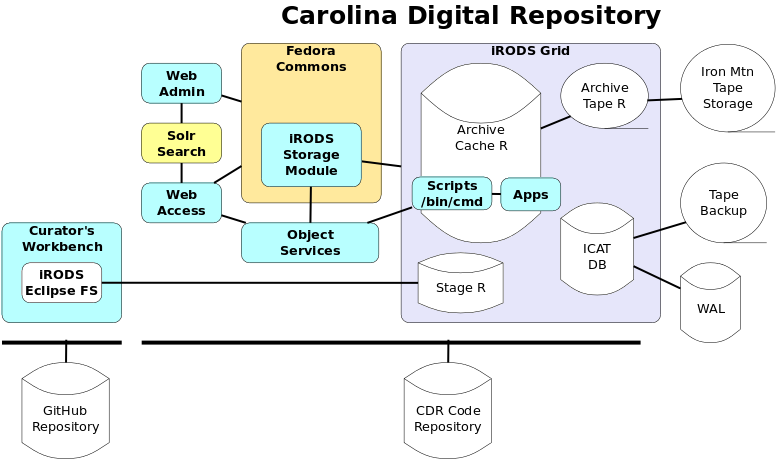 Carolina Digital Repository
Fedora
Commons
iRODS Grid
Web
Admin
Iron Mtn
Tape
Storage
Archive
Tape R
Solr
Search
iRODS
Storage
Module
Archive
Cache R
Web
Access
Scripts
/bin/cmd
Apps
Tape
Backup
Curator's
Workbench
Object
Services
ICAT
DB
iRODS
Eclipse FS
Stage R
WAL
GitHub
Repository
CDR Code
Repository